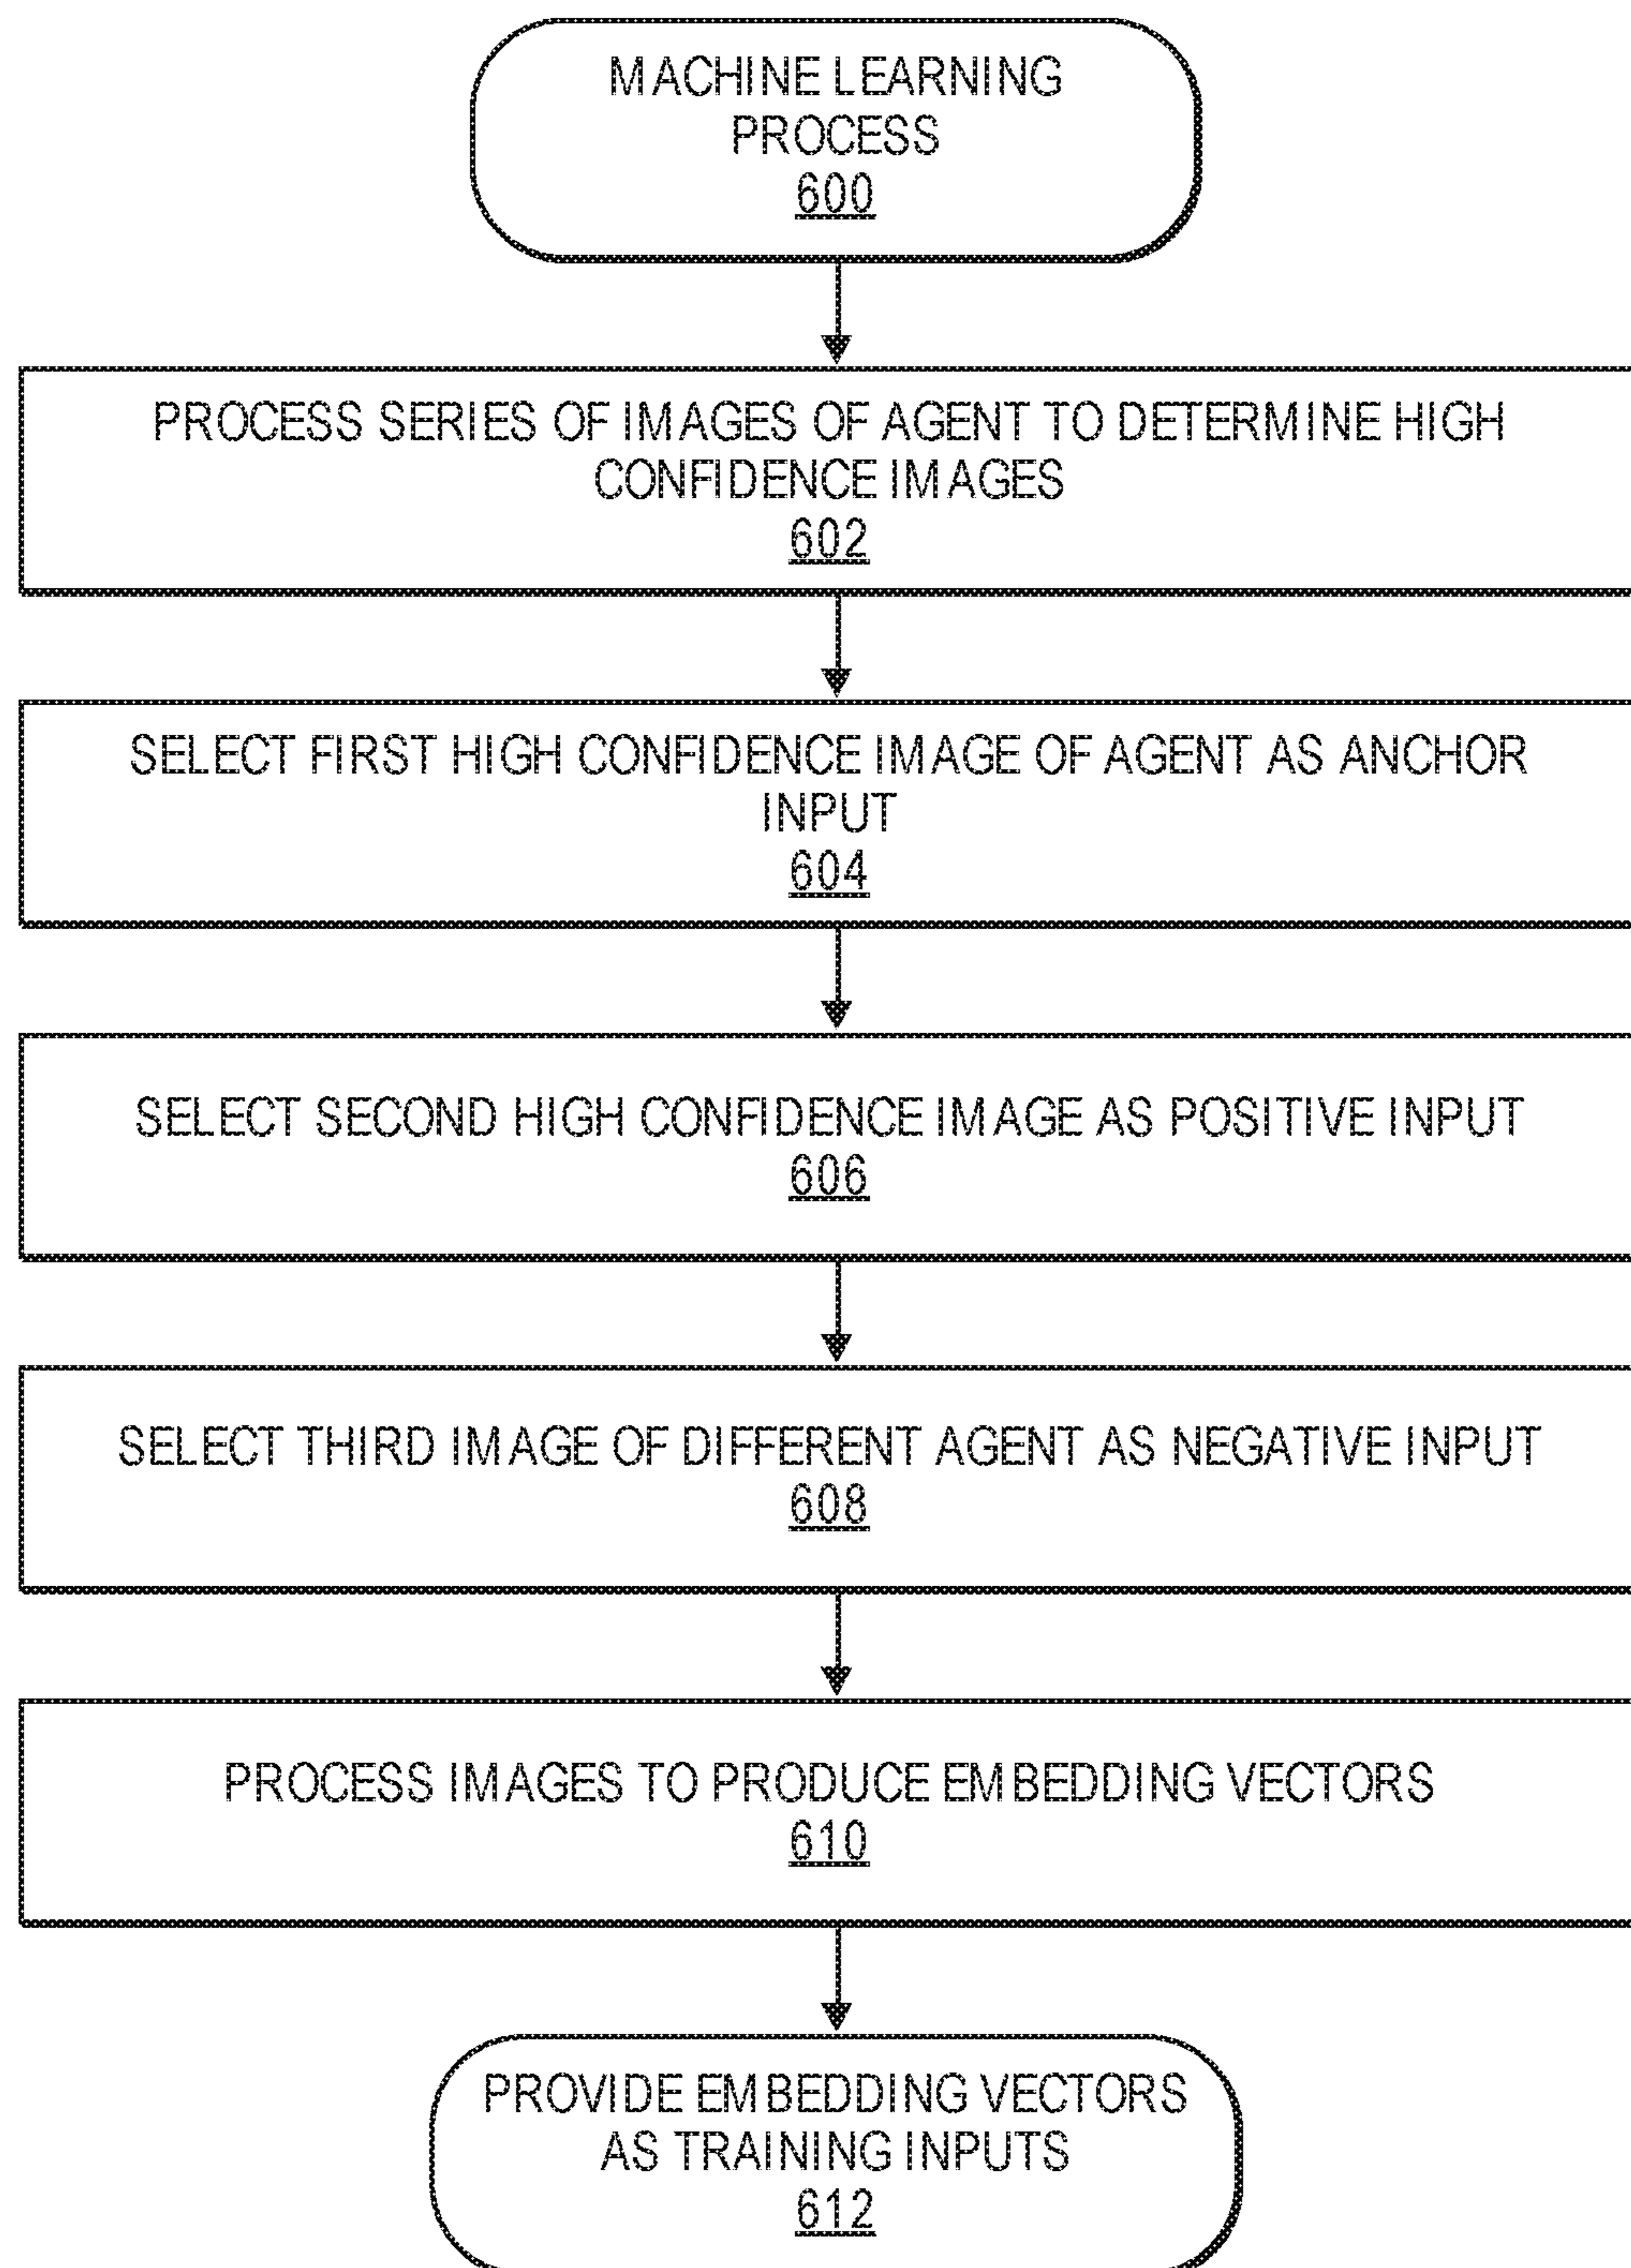 MACHINE LEARNING
PROCESS
600
PROCESS SERIES OF IMAGES OF AGENT TO DETERMINE HIGH
CONFIDENCE IMAGES
602
SELECT FIRST HIGH CONFIDENCE IMAGE OF AGENT AS ANCHOR
INPUT
604
SELECT SECOND HIGH CONFIDENCE IMAGE AS POSITIVE INPUT
606
SELECT THIRD IMAGE OF DIFFERENT AGENT AS NEGATIVE INPUT
608
PROCESS IMAGES TO PRODUCE EMBEDDING VECTORS
610
PROVIDE EMBEDDING VECTORS
AS TRAINING INPUTS
612